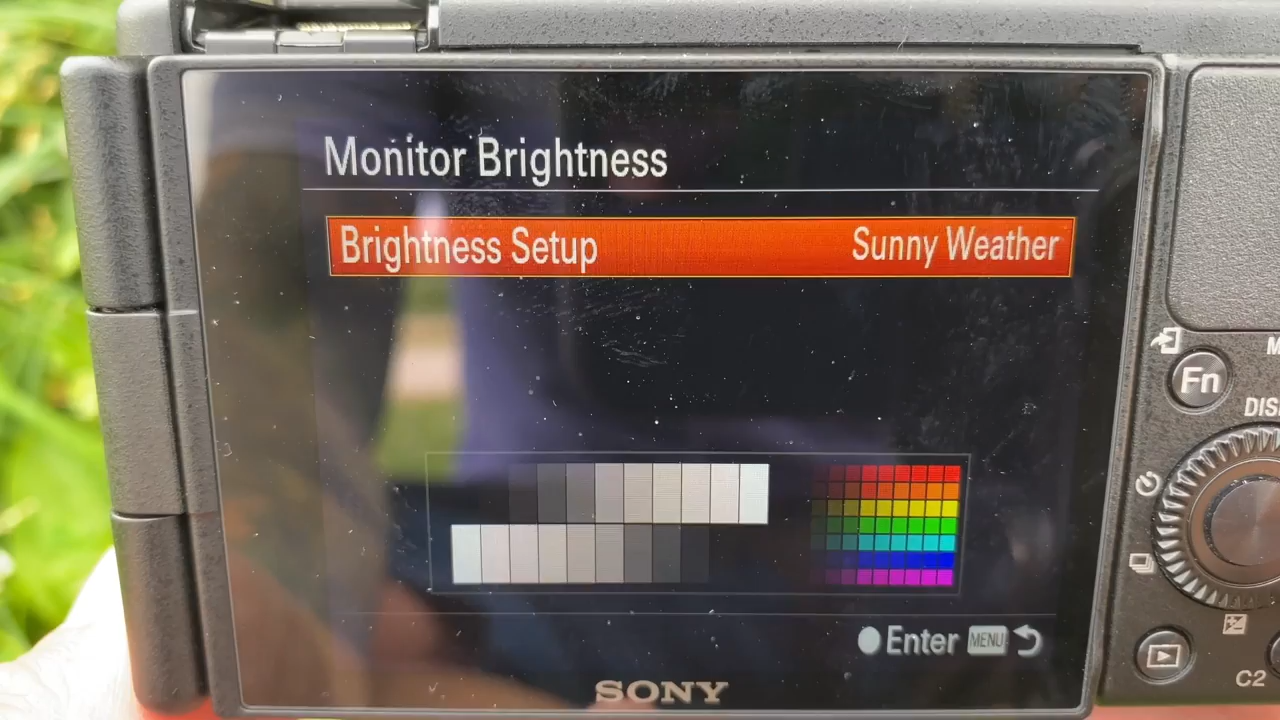 Monitor Brightness
Brightness Setup Sunny Weather
Fn
Enter MENU
SONY
C2